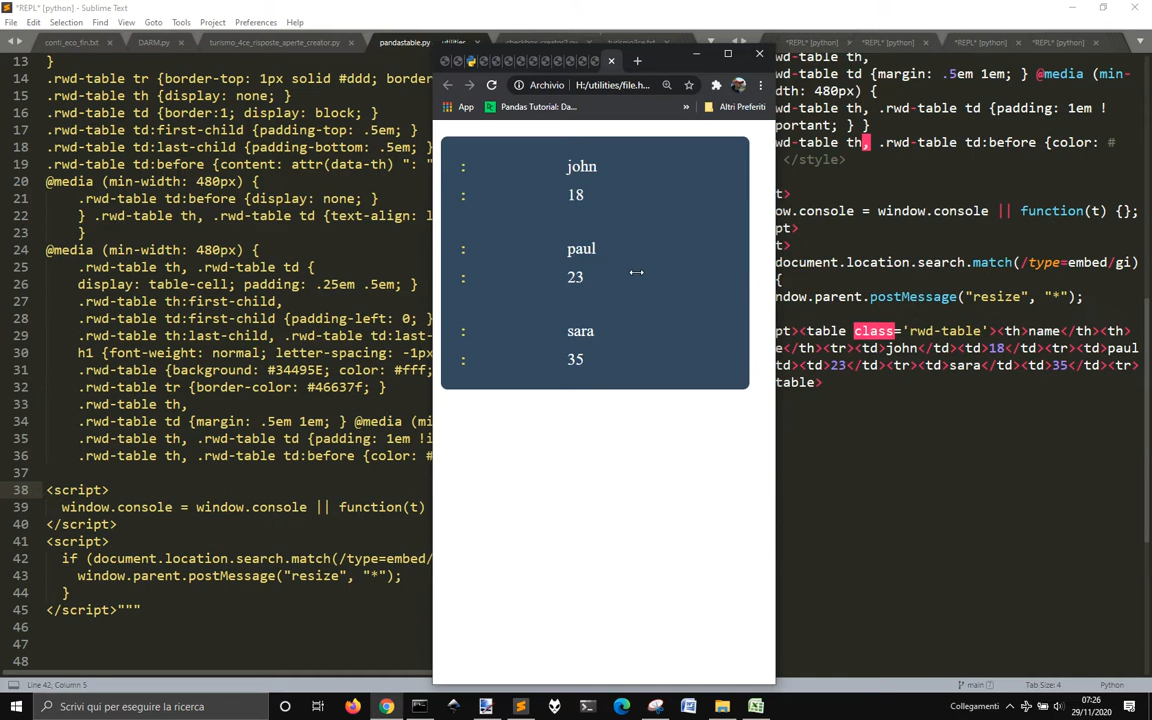 *REPL* [python] - Sublime Text
File Edit Selection Find View Goto Tools Project Preferences Help
conti_eco_fin.txt DARM.py turismo_4ce_risposte_aperte_creator.py pandastable.py utilities
*REPL* [python] *REPL* [python] *REPL* [python] *REPL* [python]
13 }
14 .rwd-table tr {border-top: 1px solid #ddd; border
15 .rwd-table th {display: none; }
16 .rwd-table td {border:1; display: block; }
17 .rwd-table td:first-child {padding-top: .5em; }
18 .rwd-table td:last-child {padding-bottom: .5em; }
19 .rwd-table td:before {content: attr(data-th) ": "
20 @media (min-width: 480px) {
21 .rwd-table td:before {display: none; }
22 } .rwd-table th, .rwd-table td {text-align: l
23 }
24 @media (min-width: 480px) {
25 .rwd-table th, .rwd-table td {
26 display: table-cell; padding: .25em .5em; }
27 .rwd-table th:first-child,
28 .rwd-table td:first-child {padding-left: 0; }
29 .rwd-table th:last-child, .rwd-table td:last-
30 h1 {font-weight: normal; letter-spacing: -1px
31 .rwd-table {background: #34495E; color: #fff;
32 .rwd-table tr {border-color: #46637f; }
33 .rwd-table th,
34 .rwd-table td {margin: .5em 1em; } @media (mi
35 .rwd-table th, .rwd-table td {padding: 1em !i
36 .rwd-table th, .rwd-table td:before {color: #
37
38 <script>
39 window.console = window.console || function(t)
40 </script>
41 <script>
42 if (document.location.search.match(/type=embed/
43 window.parent.postMessage("resize", "*");
44 }
45 </script>"""
46
47
48
Archivio H:/utilities/file.h...
App Pandas Tutorial: Da... » Altri Preferiti
: john
: 18
: paul
: 23
: sara
: 35
wd-table th,
wd-table td {margin: .5em 1em; } @media (min-
dth: 480px) {
wd-table th, .rwd-table td {padding: 1em !
portant; } }
wd-table th, .rwd-table td:before {color: #
</style>
t>
ow.console = window.console || function(t) {};
pt>
t>
document.location.search.match(/type=embed/gi)
{
ndow.parent.postMessage("resize", "*");
pt><table class='rwd-table'><th>name</th><th>
e</th><tr><td>john</td><td>18</td><tr><td>paul
td><td>23</td><tr><td>sara</td><td>35</td><tr>
table>
Line 42, Column 5 main Tab Size: 4 Python
Scrivi qui per eseguire la ricerca Collegamenti 07:26
29/11/2020